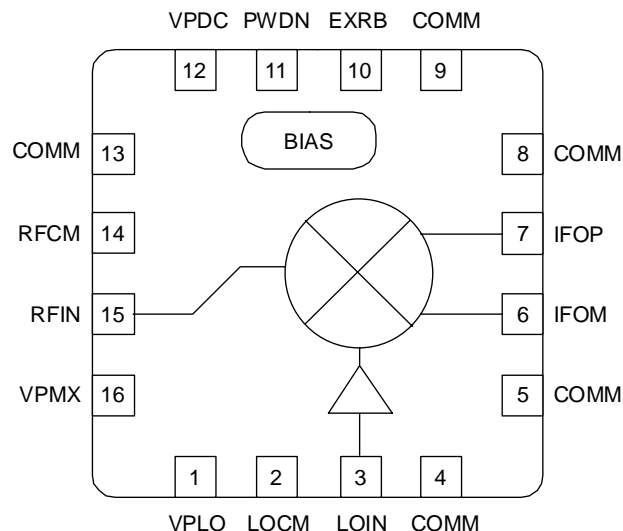 VPDC PWDN EXRB COMM
12 11 10 9
BIAS
COMM 13 8 COMM
RFCM 14 7 IFOP
RFIN 15 6 IFOM
VPMX 16 5 COMM
1 2 3 4
VPLO LOCM LOIN COMM